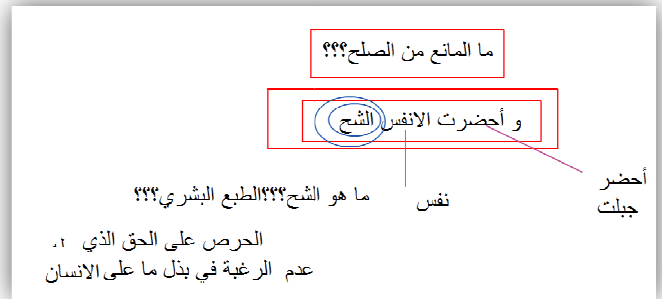 ما المانع من الصلح؟؟؟
و أحضرت الانفس الشح
أحضر
جبلت
نفس
ما هو الشح؟؟؟الطبع البشري؟؟؟
الحرص على الحق الذي
عدم الرغبة في بذل ما على الانسان